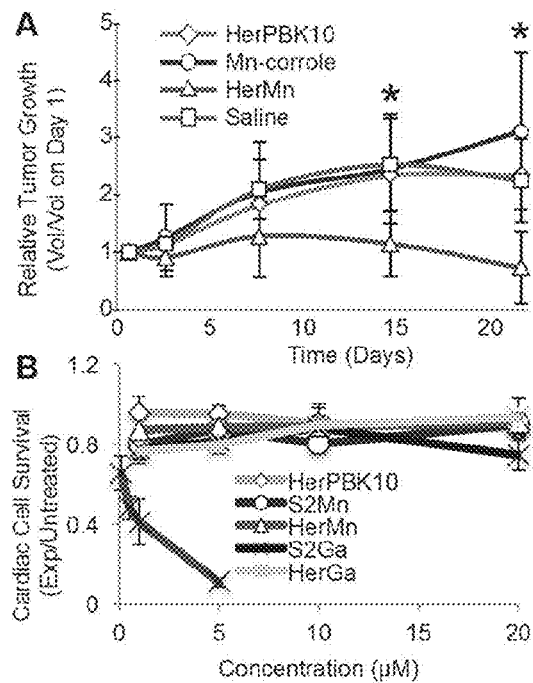 A
Relative Tumor Growth
(Vol/Vol on Day 1)
5
4
3
2
1
0
HerPBK10
Mn-corrole
HerMn
Saline
*
*
0
5
10
15
20
Time (Days)
B
Cardiac Cell Survival
(Exp/Untreated)
1.2
0.8
0.4
0
HerPBK10
S2Mn
HerMn
S2Ga
HerGa
0
5
10
15
20
Concentration (μM)